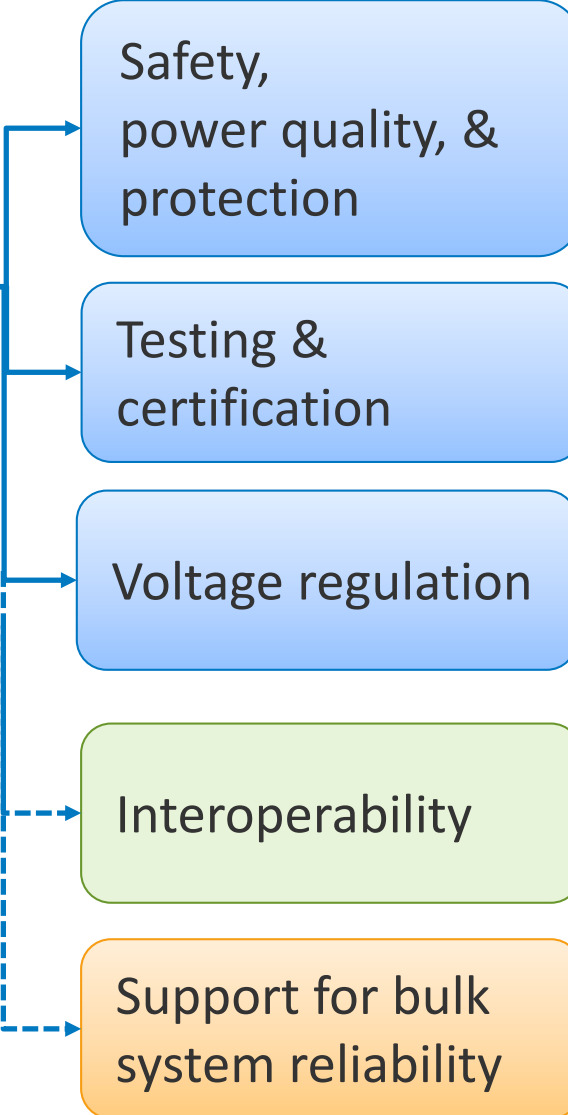 Safety,
power quality, &
protection
Testing &
certification
Voltage regulation
Interoperability
Support for bulk
system reliability